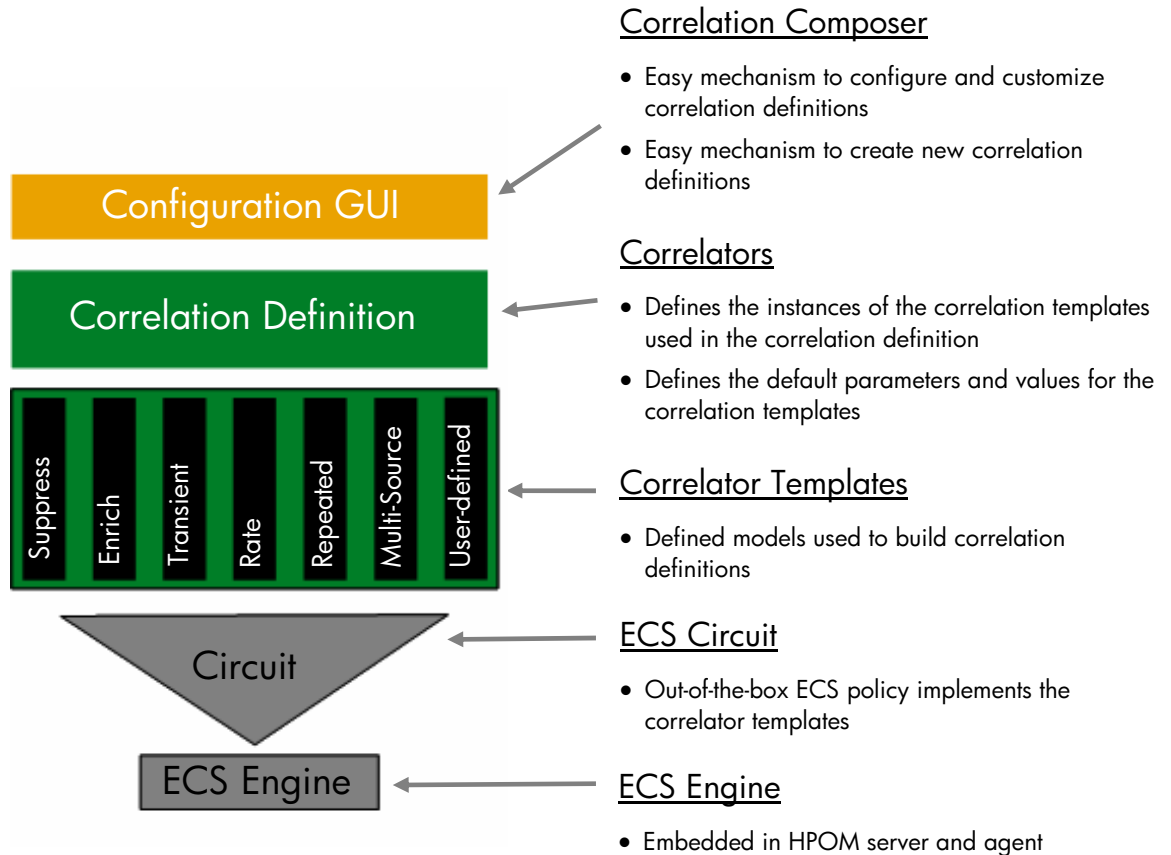 Correlation Composer
• Easy mechanism to configure and customize
correlation definitions
• Easy mechanism to create new correlation
definitions
Configuration GUI
Correlators
• Defines the instances of the correlation templates
used in the correlation definition
• Defines the default parameters and values for the
correlation templates
Correlation Definition
Suppress
Enrich
Transient
Rate
Repeated
Multi-Source
User-defined
Correlator Templates
• Defined models used to build correlation
definitions
Circuit
ECS Circuit
• Out-of-the-box ECS policy implements the
correlator templates
ECS Engine
ECS Engine
• Embedded in HPOM server and agent